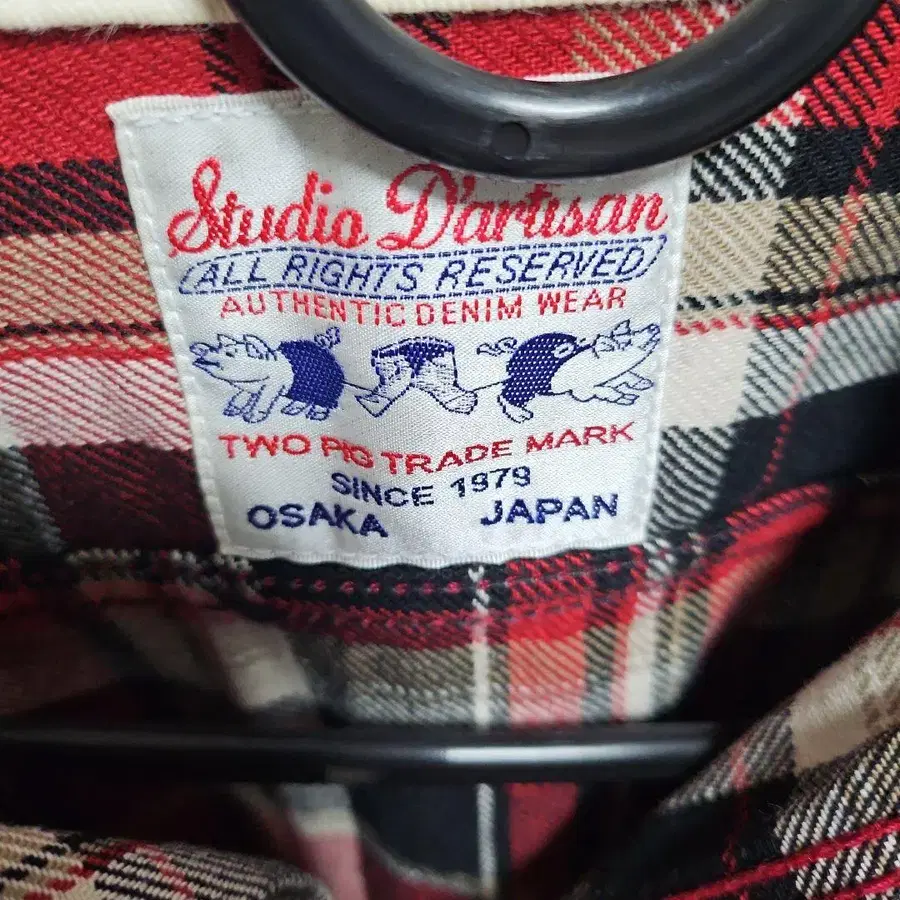 Studio D'artisan
ALL RIGHTS RESERVED
AUTHENTIC DENIM WEAR
TWO PIG TRADE MARK
SINCE 1979
OSAKA JAPAN